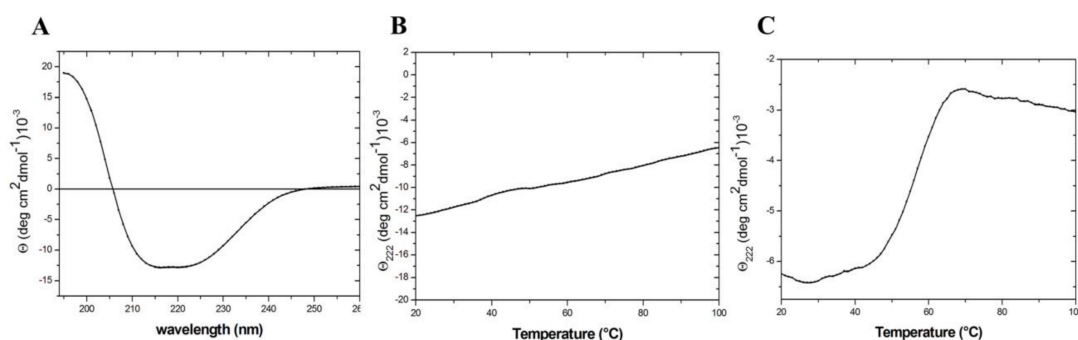 A
B
C
Θ (deg cm²dmol⁻¹)10⁻³
20
15
10
5
0
-5
-10
-15
200 210 220 230 240 250 260
wavelength (nm)
Θ₂₂₂ (deg cm²dmol⁻¹)10⁻³
2
0
-2
-4
-6
-8
-10
-12
-14
-16
-18
-20
20 40 60 80 100
Temperature (°C)
Θ₂₂₂ (deg cm²dmol⁻¹)10⁻³
-2
-3
-4
-5
-6
20 40 60 80 100
Temperature (°C)